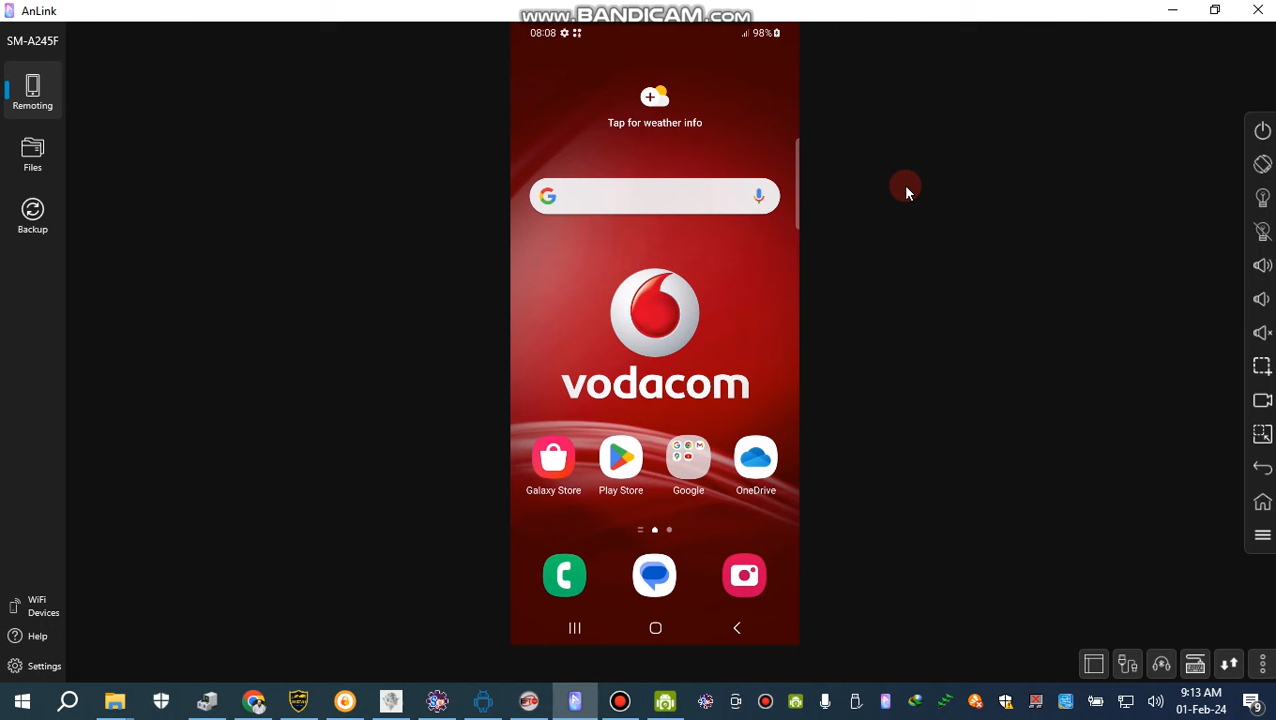 AnLink
www.BANDICAM.com
SM-A245F
08:08
98%
Remoting
Tap for weather info
Files
Backup
vodacom
Galaxy Store
Play Store
Google
OneDrive
WiFi
Devices
Help
Settings
9:13 AM
01-Feb-24
9